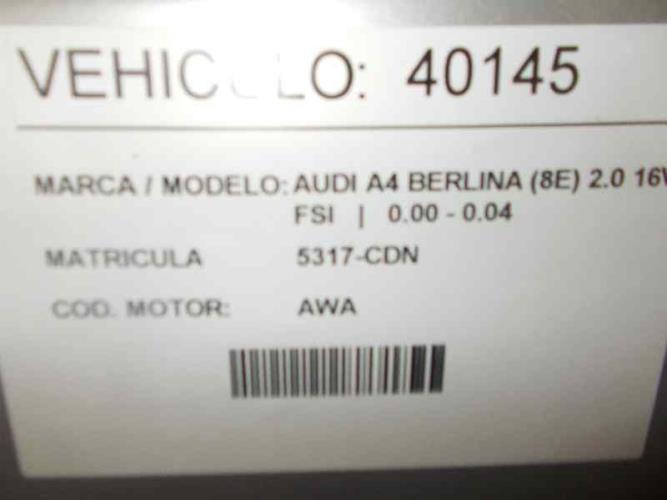 VEHICULO: 40145
MARCA / MODELO: AUDI A4 BERLINA (8E) 2.0 16V
FSI | 0.00 - 0.04
MATRICULA 5317-CDN
COD. MOTOR: AWA